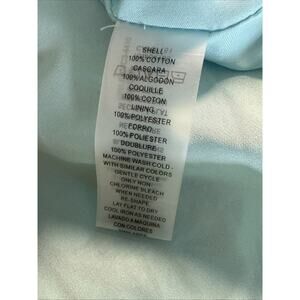 SHELL
100% COTTON
CASCARA
100% ALGODON
COQUILLE
100% COTON
LINING
100% POLYESTER
FORRO
100% POLIESTER
DOUBLURE
100% POLYESTER
MACHINE WASH COLD -
WITH SIMILAR COLORS
GENTLE CYCLE
ONLY NON-
CHLORINE BLEACH
WHEN NEEDED
RE-SHAPE
LAY FLAT TO DRY
COOL IRON AS NEEDED
LAVADO A MAQUINA
CON COLORES